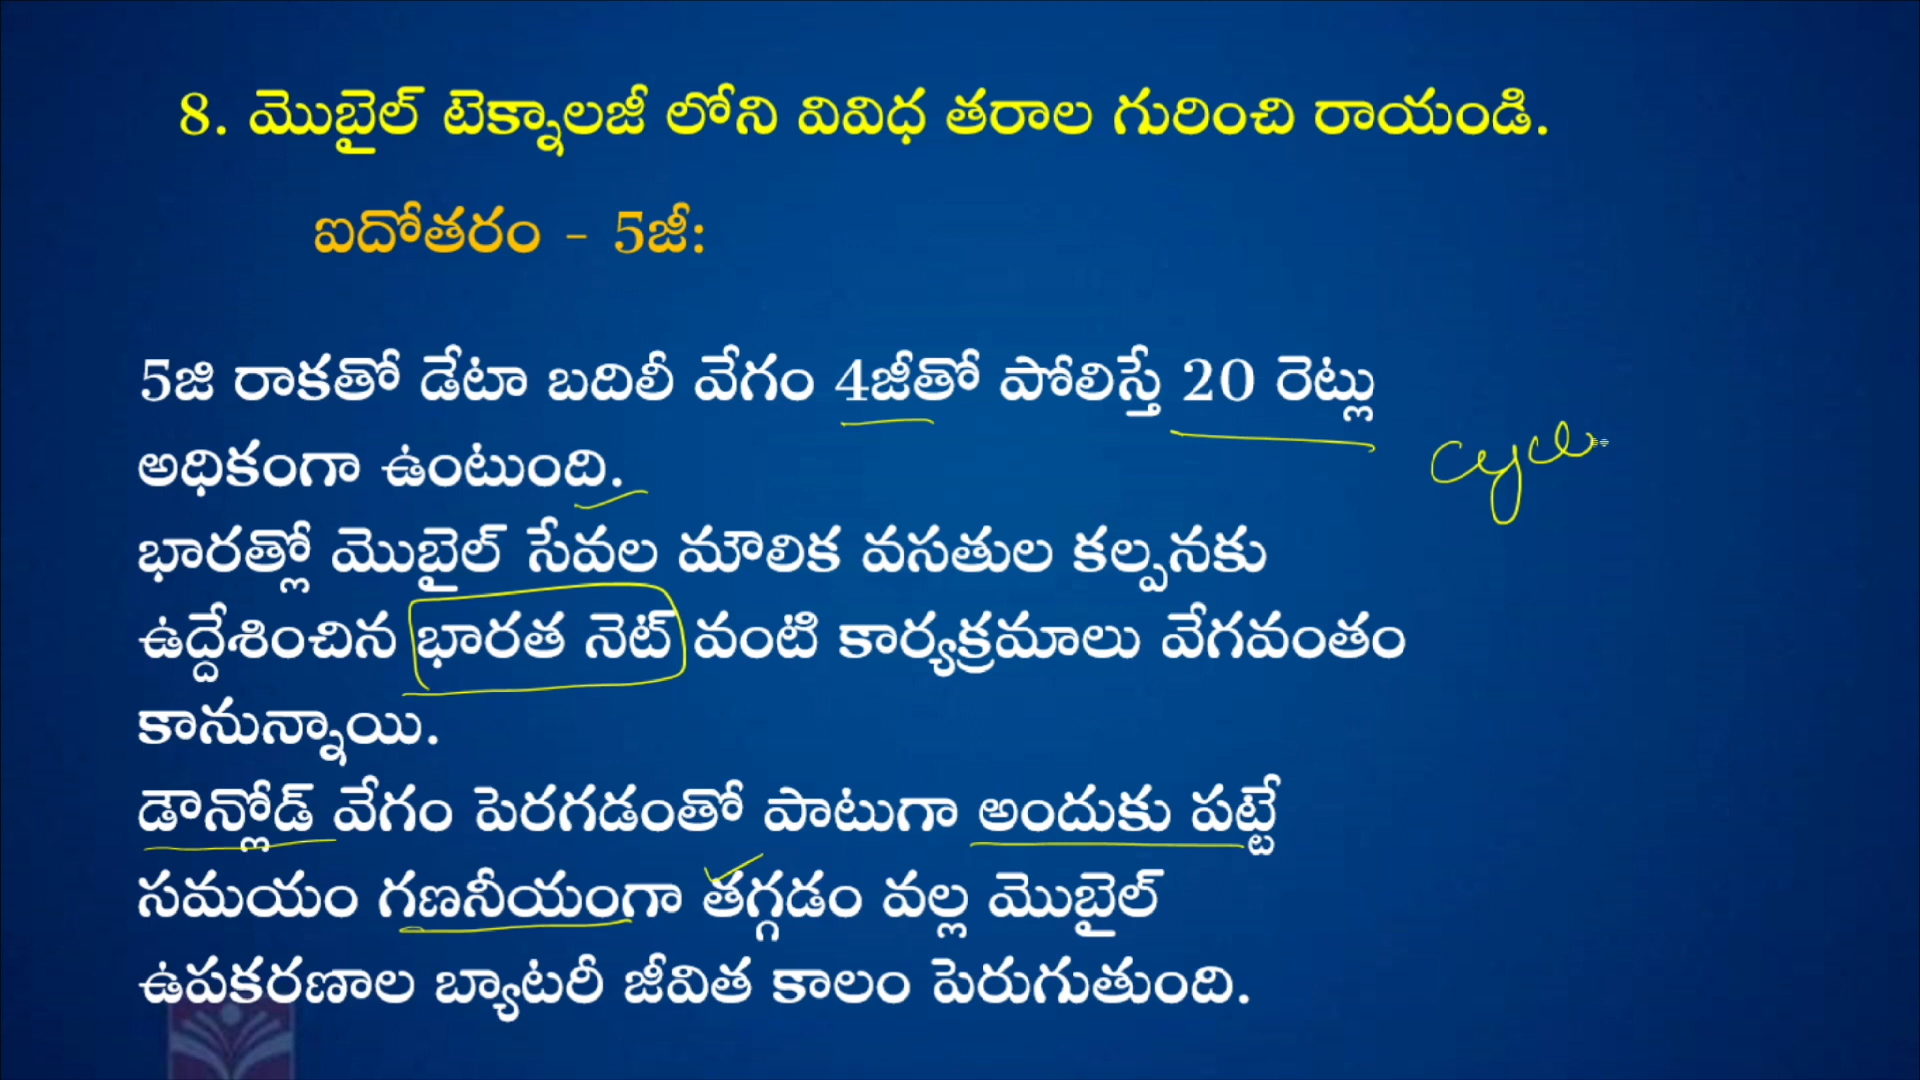 8. మొబైల్ టెక్నాలజీ లోని వివిధ తరాల గురించి రాయండి.
ఐదోతరం - 5జీ:
5జి రాకతో డేటా బదిలీ వేగం 4జీతో పోలిస్తే 20 రెట్లు
అధికంగా ఉంటుంది.
cycle
భారత్లో మొబైల్ సేవల మౌలిక వసతుల కల్పనకు
ఉద్దేశించిన భారత నెట్ వంటి కార్యక్రమాలు వేగవంతం
కానున్నాయి.
డౌన్లోడ్ వేగం పెరగడంతో పాటుగా అందుకు పట్టే
సమయం గణనీయంగా తగ్గడం వల్ల మొబైల్
ఉపకరణాల బ్యాటరీ జీవిత కాలం పెరుగుతుంది.